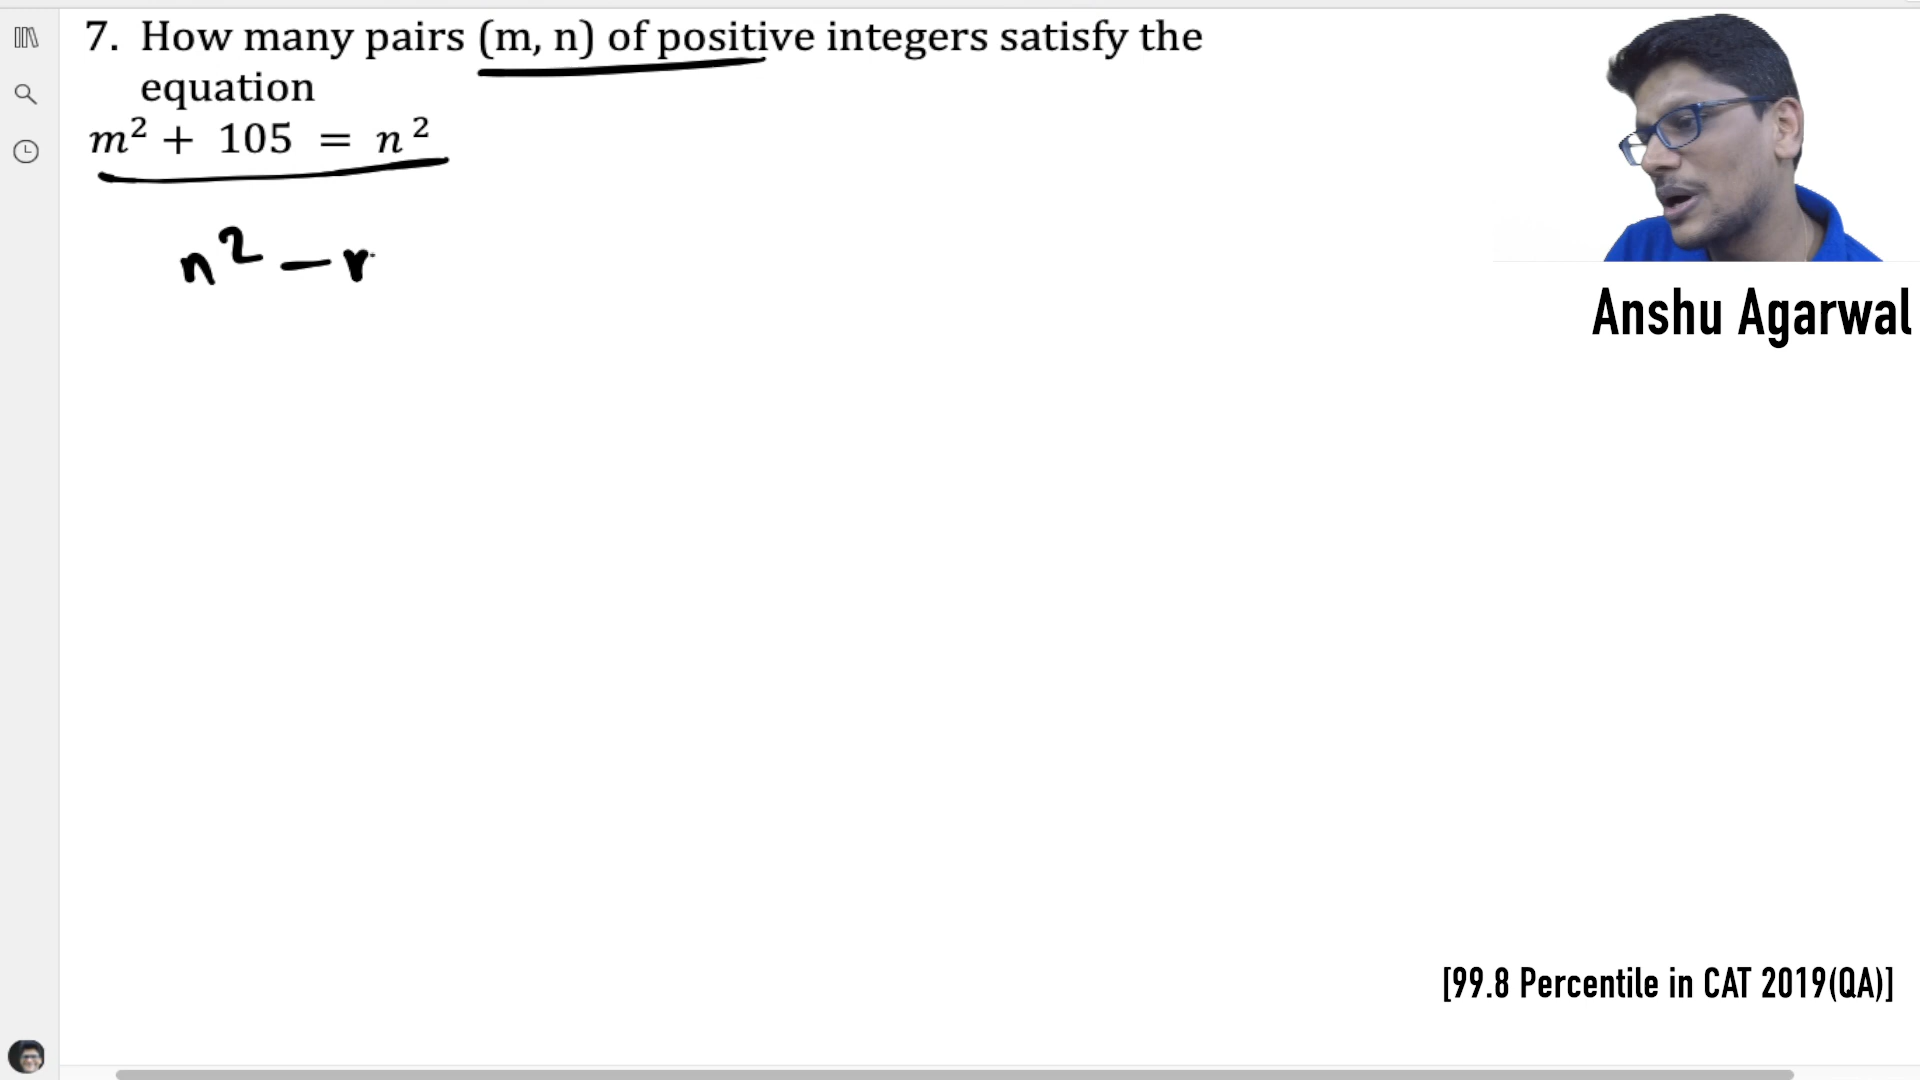 7. How many pairs (m, n) of positive integers satisfy the
equation
m² + 105 = n²
n² – r
Anshu Agarwal
[99.8 Percentile in CAT 2019(QA)]